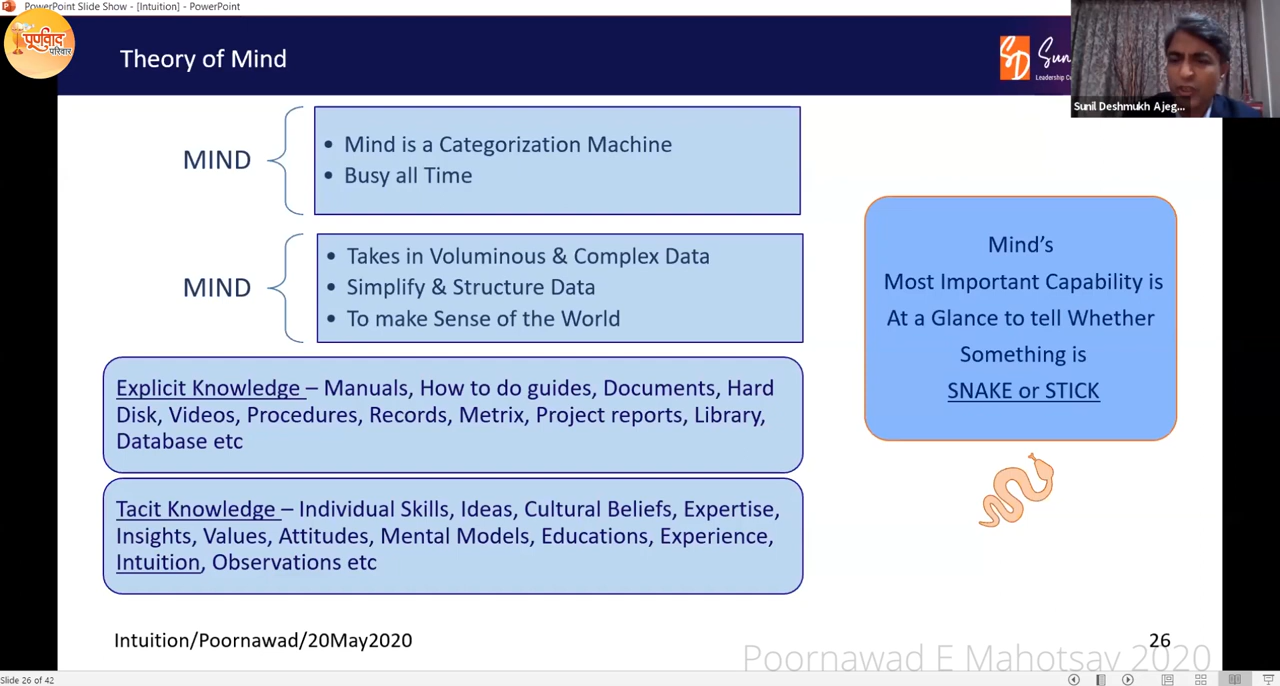 PowerPoint Slide Show - [Intuition] - PowerPoint
पूर्णवाद
परिवार
Theory of Mind
SD
Sun
Leadership
Sunil Deshmukh Ajeg...
MIND
• Mind is a Categorization Machine
• Busy all Time
MIND
• Takes in Voluminous & Complex Data
• Simplify & Structure Data
• To make Sense of the World
Mind's
Most Important Capability is
At a Glance to tell Whether
Something is
SNAKE or STICK
Explicit Knowledge – Manuals, How to do guides, Documents, Hard
Disk, Videos, Procedures, Records, Metrix, Project reports, Library,
Database etc
Tacit Knowledge – Individual Skills, Ideas, Cultural Beliefs, Expertise,
Insights, Values, Attitudes, Mental Models, Educations, Experience,
Intuition, Observations etc
Intuition/Poornawad/20May2020
26
Poornawad E Mahotsav 2020
Slide 26 of 42